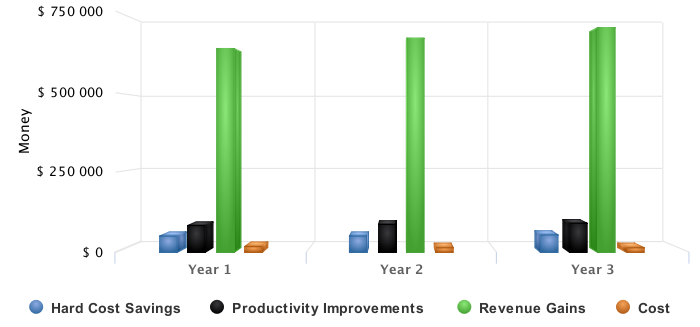 $ 750 000
$ 500 000
$ 250 000
$ 0
Money
Year 1
Year 2
Year 3
Hard Cost Savings
Productivity Improvements
Revenue Gains
Cost